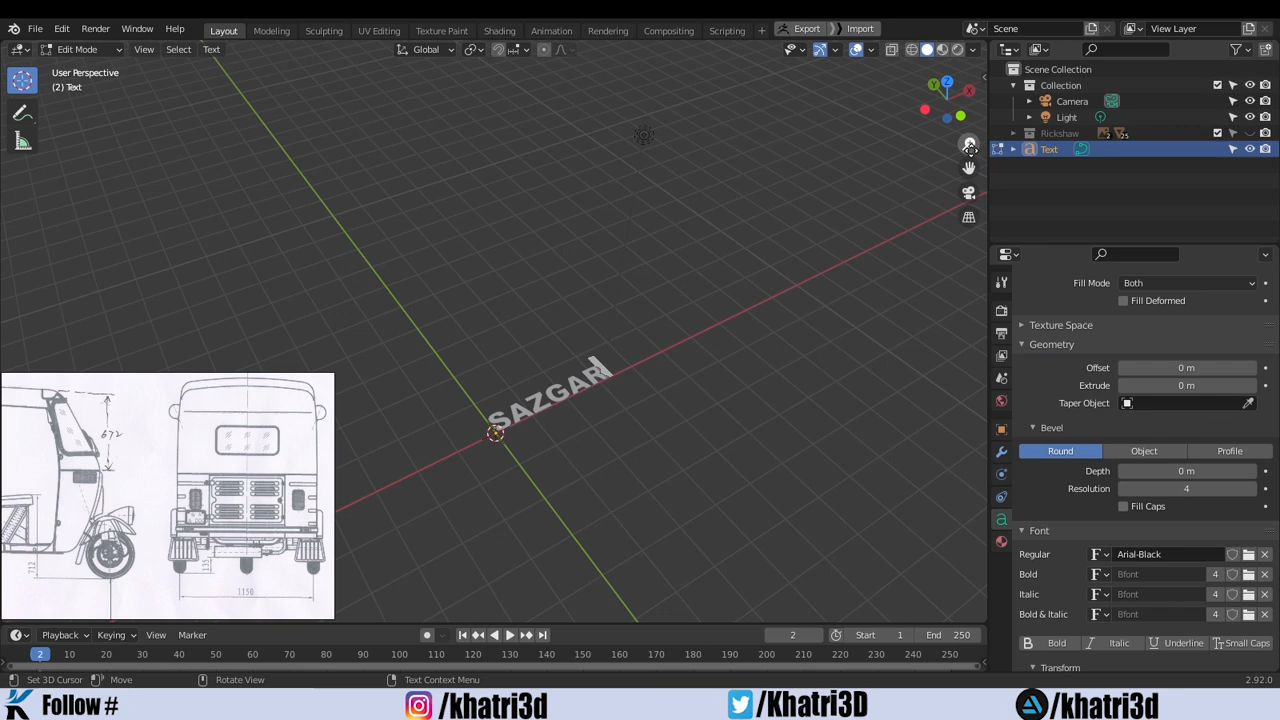 File Edit Render Window Help Layout Modeling Sculpting UV Editing Texture Paint Shading Animation Rendering Compositing Scripting + Export Import Scene View Layer
Edit Mode View Select Text Global
User Perspective
(2) Text
Z
Y
X
SAZGAR
Scene Collection
Collection
Camera
Light
Rickshaw 2 25
Text
Fill Mode Both
Fill Deformed
Texture Space
Geometry
Offset 0 m
Extrude 0 m
Taper Object
Bevel
Round Object Profile
Depth 0 m
Resolution 4
Fill Caps
Font
Regular F Arial-Black
Bold F Bfont 4
Italic F Bfont 4
Bold & Italic F Bfont 4
B Bold I Italic U Underline Tt Small Caps
Transform
672
712
135
1150
Playback Keying View Marker 2 Start 1 End 250
2 10 20 30 40 50 60 70 80 90 100 110 120 130 140 150 160 170 180 190 200 210 220 230 240 250
Set 3D Cursor Move Rotate View Text Context Menu 2.92.0
Follow # /khatri3d /Khatri3D /khatri3d